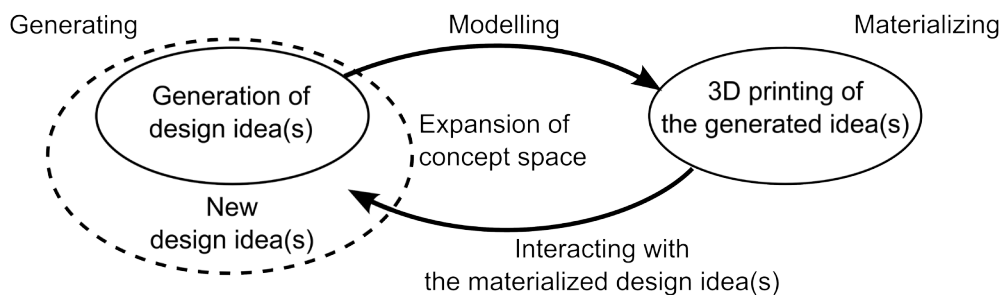 Generating
Modelling
Materializing
Generation of
design idea(s)
3D printing of
the generated idea(s)
Expansion of
concept space
New
design idea(s)
Interacting with
the materialized design idea(s)